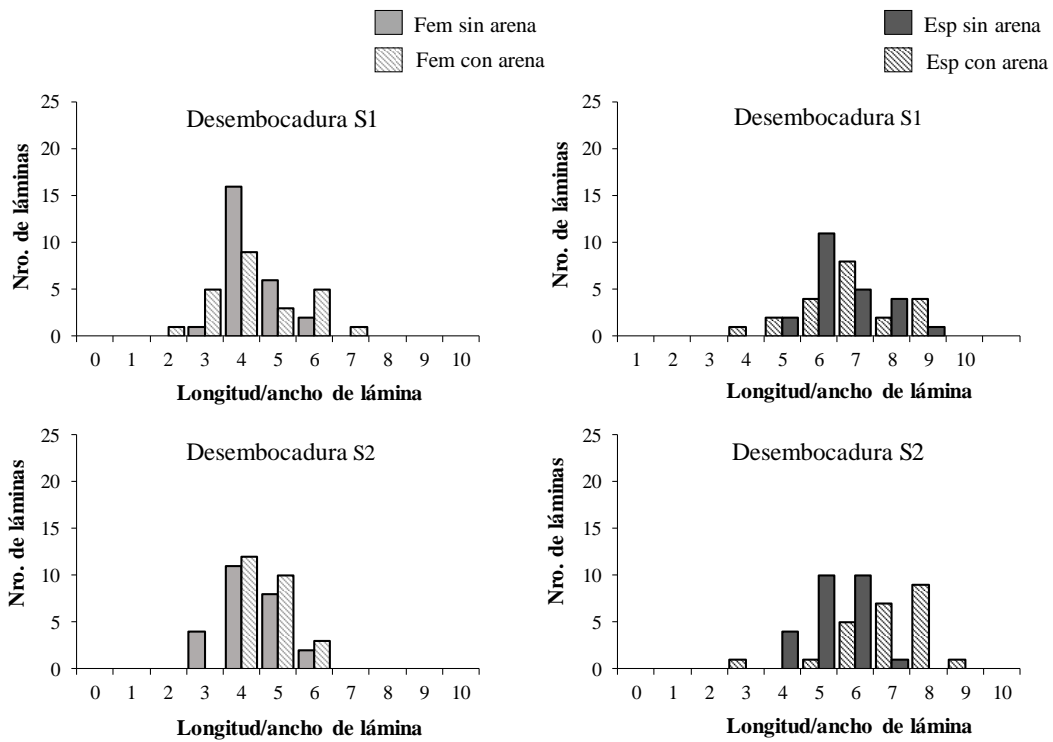 Fem sin arena
Fem con arena
Esp sin arena
Esp con arena
Desembocadura S1
Nro. de láminas
25
20
15
10
5
0
0 1 2 3 4 5 6 7 8 9 10
Longitud/ancho de lámina
Desembocadura S1
Nro. de láminas
25
20
15
10
5
0
1 2 3 4 5 6 7 8 9 10
Longitud/ancho de lámina
Desembocadura S2
Nro. de láminas
25
20
15
10
5
0
0 1 2 3 4 5 6 7 8 9 10
Longitud/ancho de lámina
Desembocadura S2
Nro. de láminas
25
20
15
10
5
0
0 1 2 3 4 5 6 7 8 9 10
Longitud/ancho de lámina